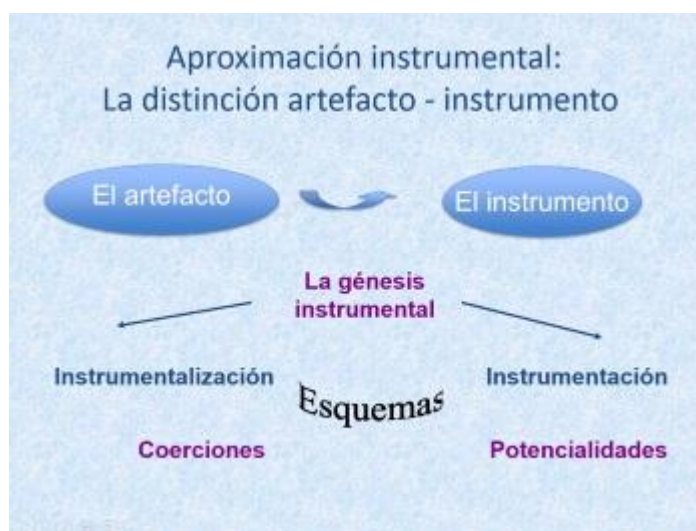 Aproximación instrumental:
La distinción artefacto - instrumento
El artefacto
El instrumento
La génesis
instrumental
Instrumentalización
Instrumentación
Esquemas
Coerciones
Potencialidades